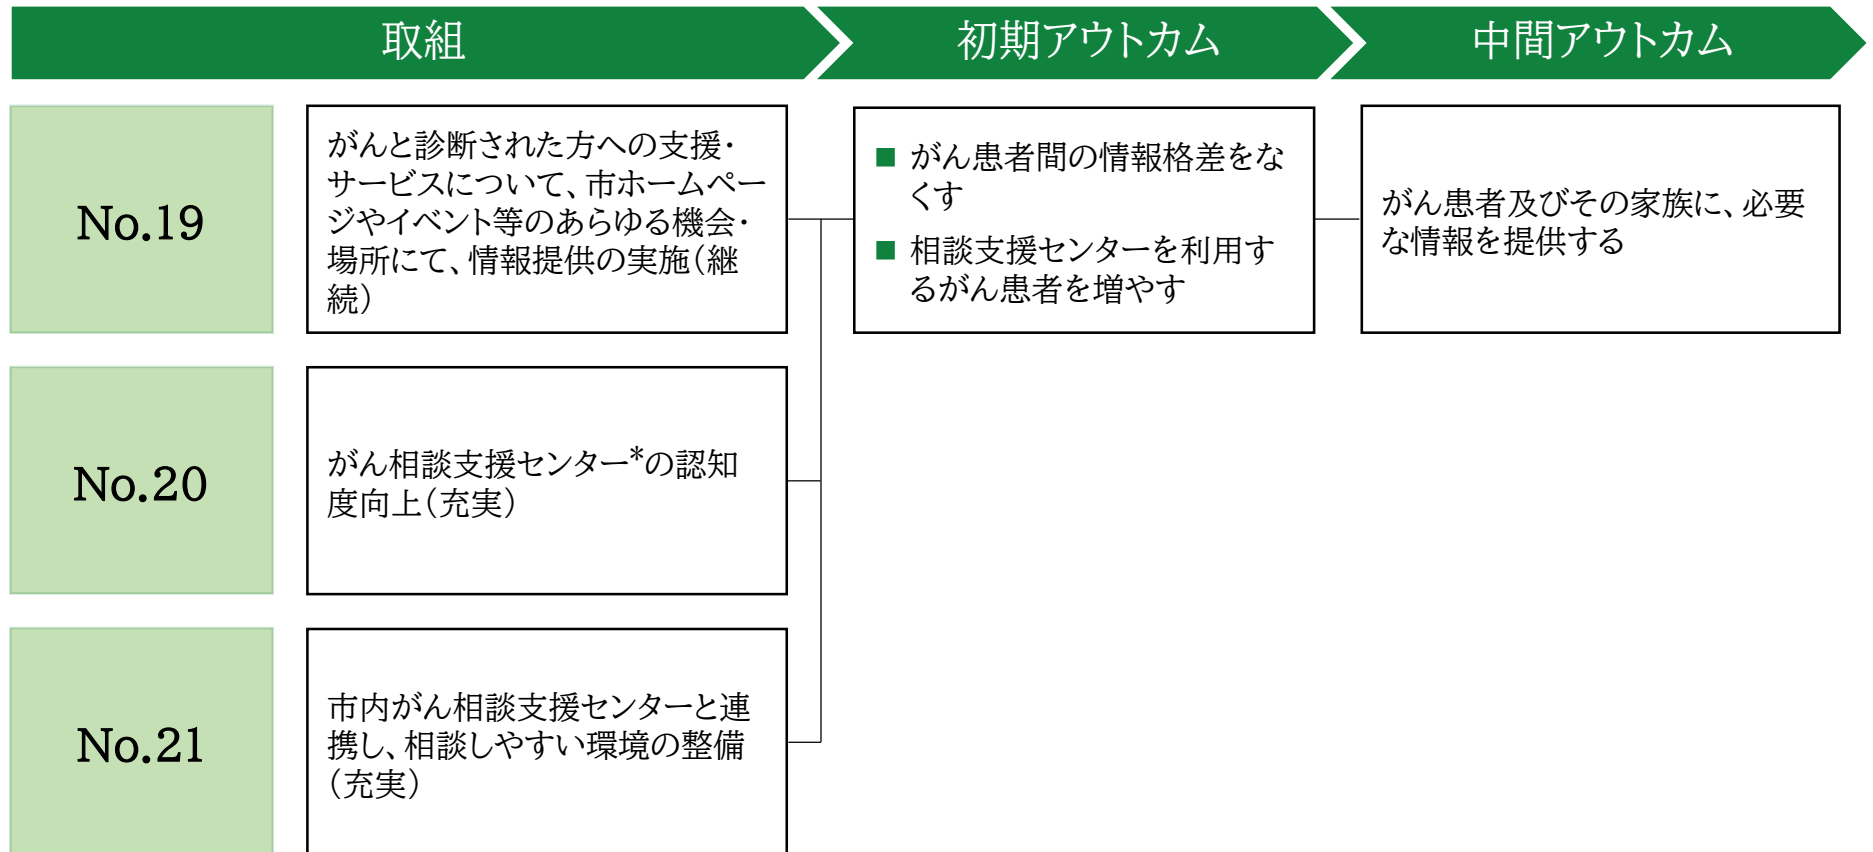 取組
初期アウトカム
中間アウトカム
No.19
がんと診断された方への支援・
サービスについて、市ホームペー
ジやイベント等のあらゆる機会・
場所にて、情報提供の実施(継
続)
■ がん患者間の情報格差をな
くす
■ 相談支援センターを利用す
るがん患者を増やす
がん患者及びその家族に、必要
な情報を提供する
No.20
がん相談支援センター*の認知
度向上(充実)
No.21
市内がん相談支援センターと連
携し、相談しやすい環境の整備
(充実)